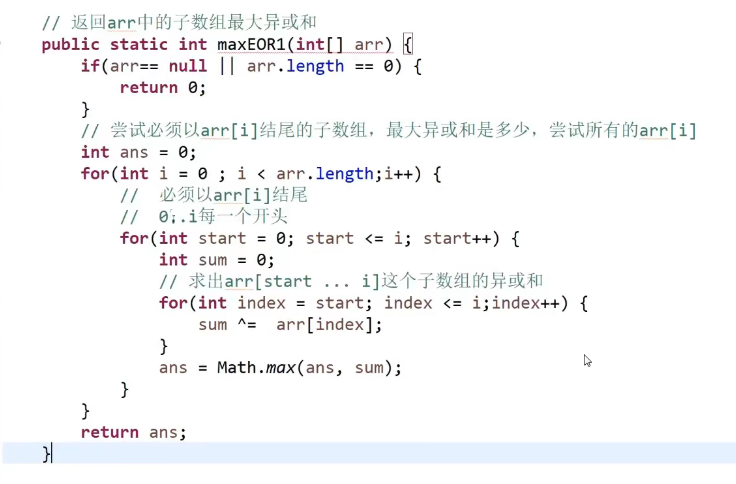 // 返回arr中的子数组最大异或和
public static int maxEOR1(int[] arr) {
if(arr== null || arr.length == 0) {
return 0;
}
// 尝试必须以arr[i]结尾的子数组，最大异或和是多少，尝试所有的arr[i]
int ans = 0;
for(int i = 0 ; i < arr.length;i++) {
// 必须以arr[i]结尾
// 0..i每一个开头
for(int start = 0; start <= i; start++) {
int sum = 0;
// 求出arr[start ... i]这个子数组的异或和
for(int index = start; index <= i;index++) {
sum ^= arr[index];
}
ans = Math.max(ans, sum);
}
}
return ans;
}